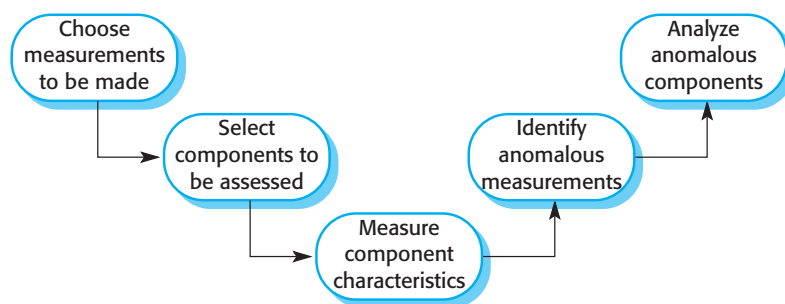 Choose
measurements
to be made
Select
components to
be assessed
Measure
component
characteristics
Identify
anomalous
measurements
Analyze
anomalous
components